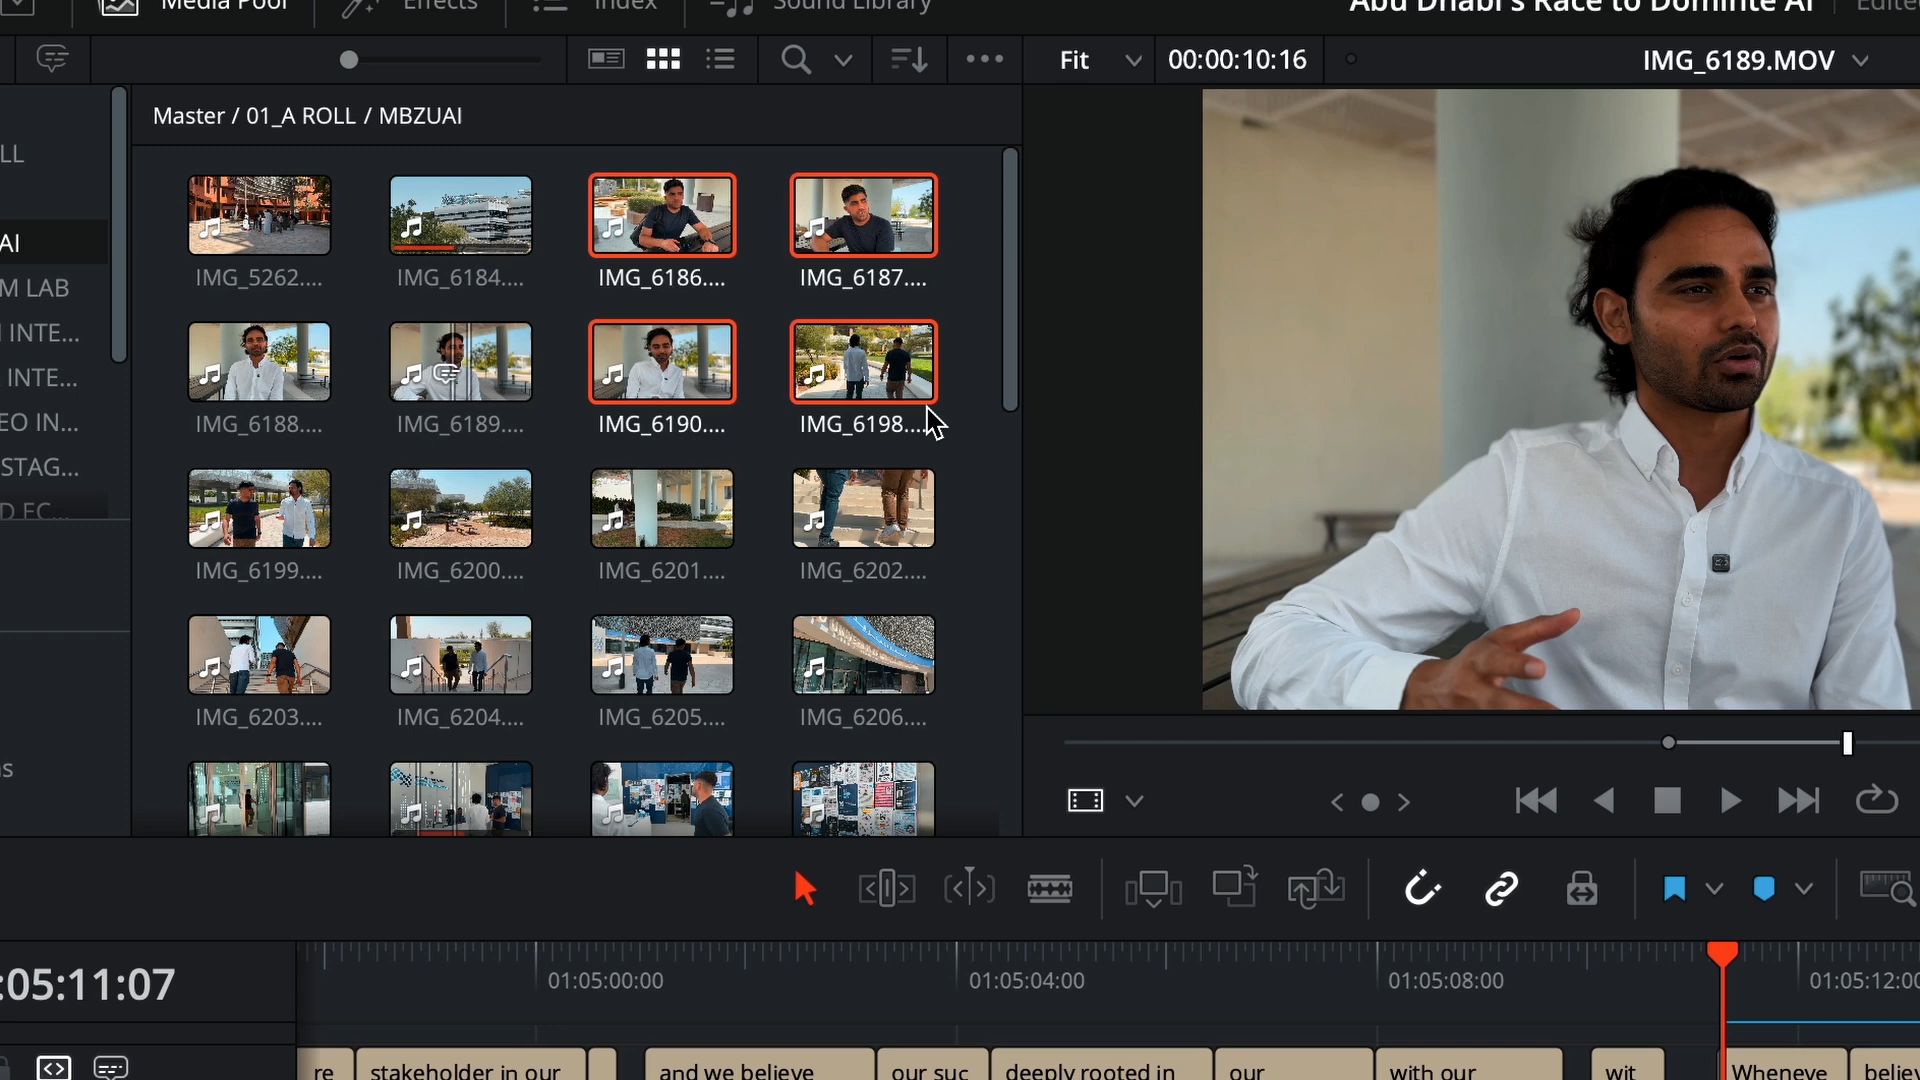 Media Pool
Effects
Index
Sound Library
Abu Dhabi's Race to Dominte AI
Edited
Fit
00:00:10:16
IMG_6189.MOV
Master / 01_A ROLL / MBZUAI
LL
AI
M LAB
INTE...
INTE...
EO IN...
STAG...
D EC...
s
IMG_5262....
IMG_6184....
IMG_6186....
IMG_6187....
IMG_6188....
IMG_6189....
IMG_6190....
IMG_6198....
IMG_6199....
IMG_6200....
IMG_6201....
IMG_6202....
IMG_6203....
IMG_6204....
IMG_6205....
IMG_6206....
:05:11:07
01:05:00:00
01:05:04:00
01:05:08:00
01:05:12:00
re
stakeholder in our
and we believe
our suc
deeply rooted in
our
with our
wit
Wheneve
believ